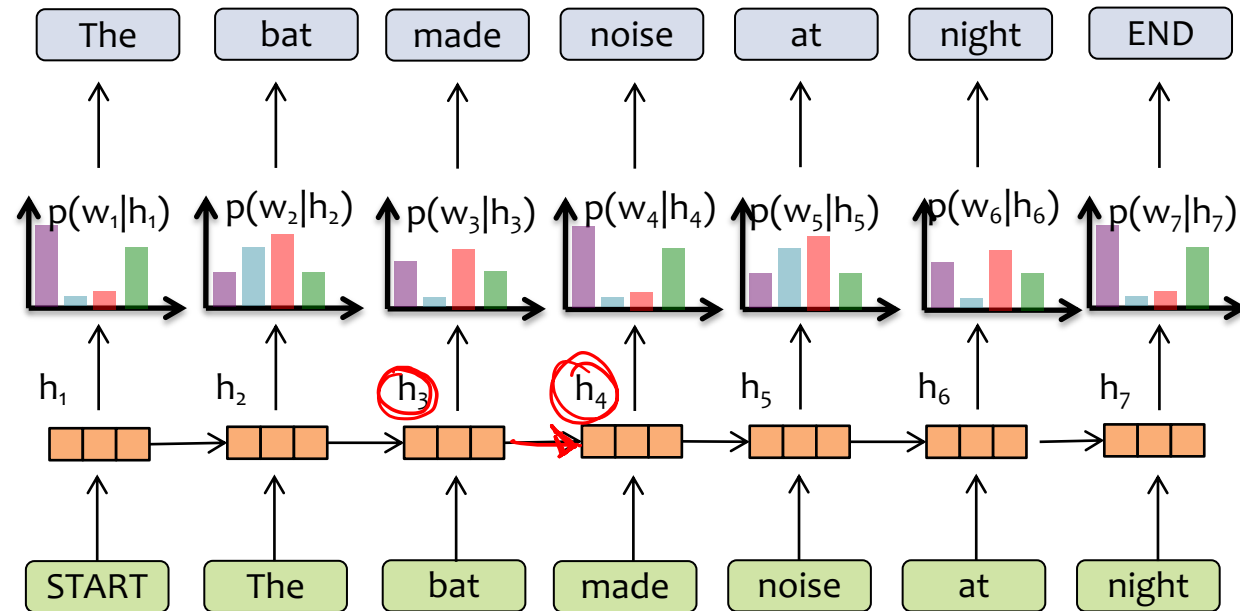 The bat made noise at night END
p(w₁|h₁) p(w₂|h₂) p(w₃|h₃) p(w₄|h₄) p(w₅|h₅) p(w₆|h₆) p(w₇|h₇)
h₁ h₂ h₃ h₄ h₅ h₆ h₇
START The bat made noise at night